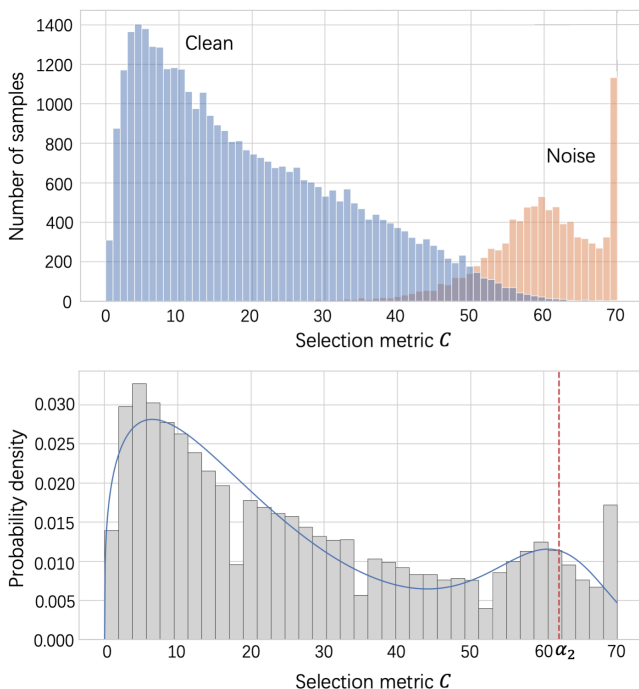 1400
1200
1000
800
600
400
200
0
Number of samples
Clean
Noise
0 10 20 30 40 50 60 70
Selection metric C
0.030
0.025
0.020
0.015
0.010
0.005
0.000
Probability density
0 10 20 30 40 50 60 α₂ 70
Selection metric C